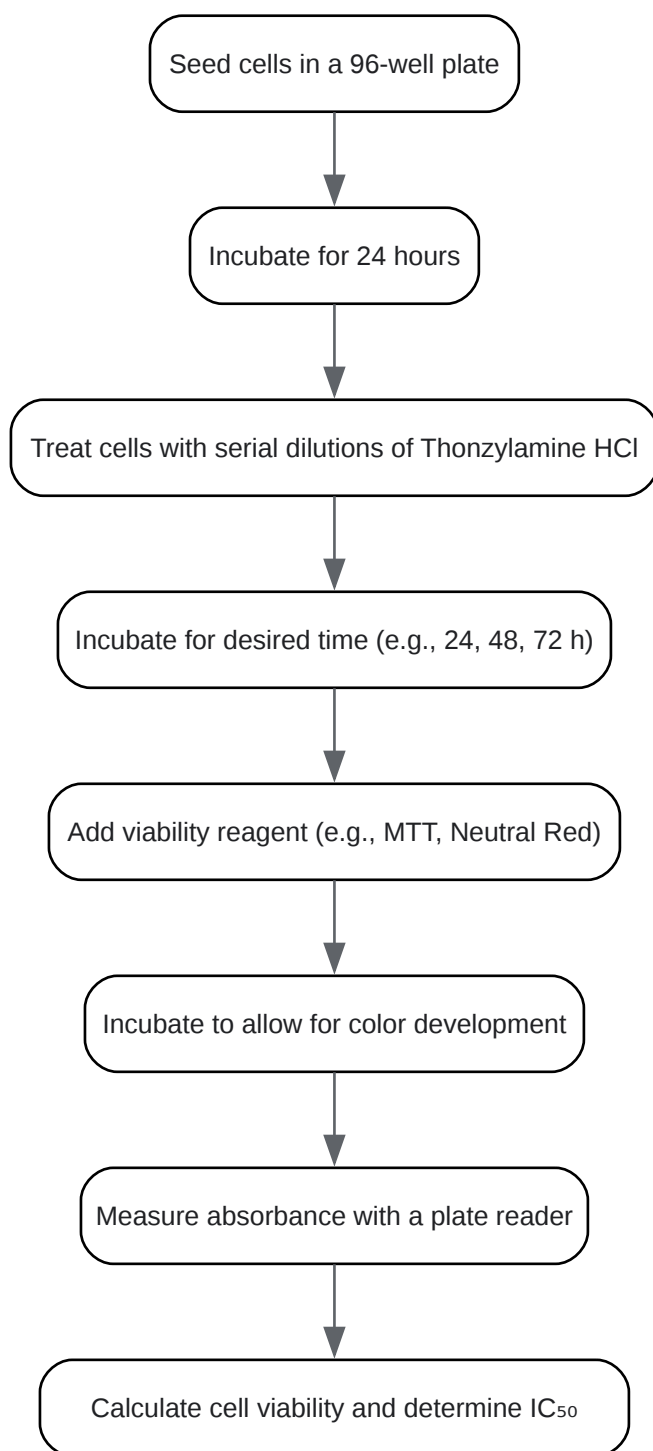 Seed cells in a 96-well plate
Incubate for 24 hours
Treat cells with serial dilutions of Thonzylamine HCl
Incubate for desired time (e.g., 24, 48, 72 h)
Add viability reagent (e.g., MTT, Neutral Red)
Incubate to allow for color development
Measure absorbance with a plate reader
Calculate cell viability and determine IC₅₀